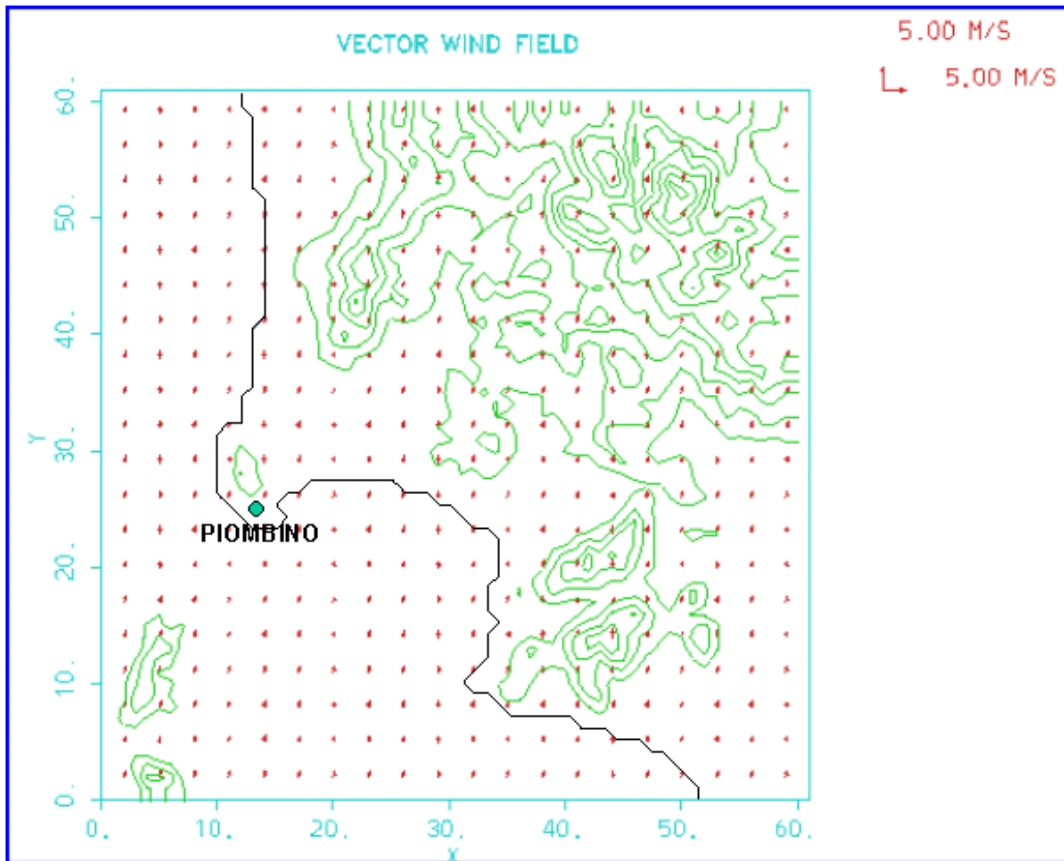 VECTOR WIND FIELD
5.00 M/S
5.00 M/S
60.
50.
40.
Y
30.
PIOMBINO
20.
10.
0.
0. 10. 20. 30. 40. 50. 60.
X